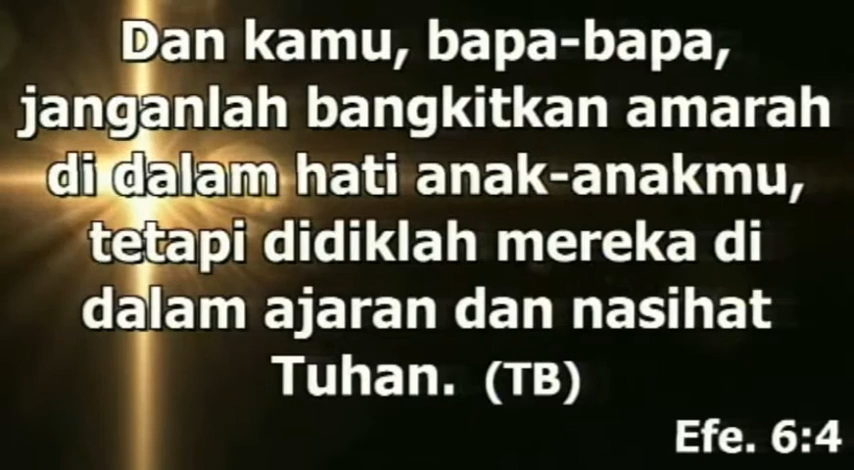 Dan kamu, bapa-bapa,
janganlah bangkitkan amarah
di dalam hati anak-anakmu,
tetapi didiklah mereka di
dalam ajaran dan nasihat
Tuhan. (TB)
Efe. 6:4